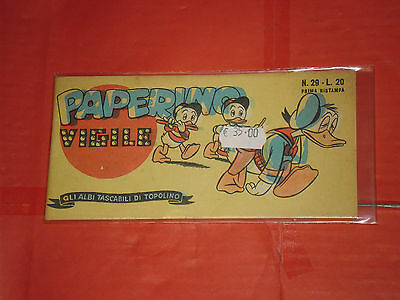 PAPERINO
VIGILE
N. 29 - L. 20
PRIMA RISTAMPA
€ 35.00
GLI ALBI TASCABILI DI TOPOLINO